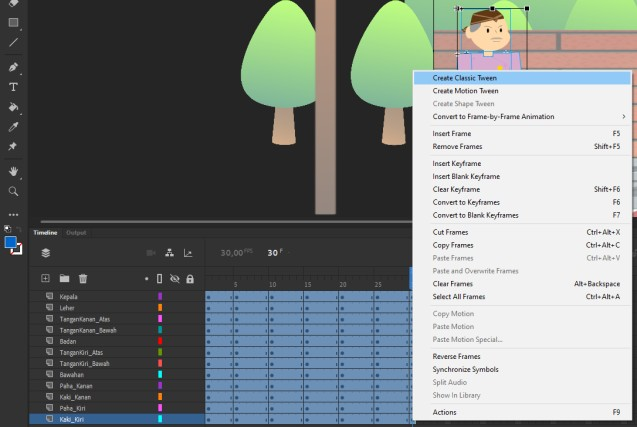 Create Classic Tween
Create Motion Tween
Create Shape Tween
Convert to Frame-by-Frame Animation
Insert Frame F5
Remove Frames Shift+F5
Insert Keyframe
Insert Blank Keyframe
Clear Keyframe Shift+F6
Convert to Keyframes F6
Convert to Blank Keyframes F7
Cut Frames Ctrl+Alt+X
Copy Frames Ctrl+Alt+C
Paste Frames Ctrl+Alt+V
Paste and Overwrite Frames
Clear Frames Alt+Backspace
Select All Frames Ctrl+Alt+A
Copy Motion
Paste Motion
Paste Motion Special...
Reverse Frames
Synchronize Symbols
Split Audio
Show In Library
Actions F9
Timeline Output
30,00 FPS 30 F
5 10 15 20 25
Kepala
Leher
TanganKanan_Atas
TanganKanan_Bawah
Badan
TanganKiri_Atas
TanganKiri_Bawah
Bawahan
Paha_Kanan
Kaki_Kanan
Paha_Kiri
Kaki_Kiri